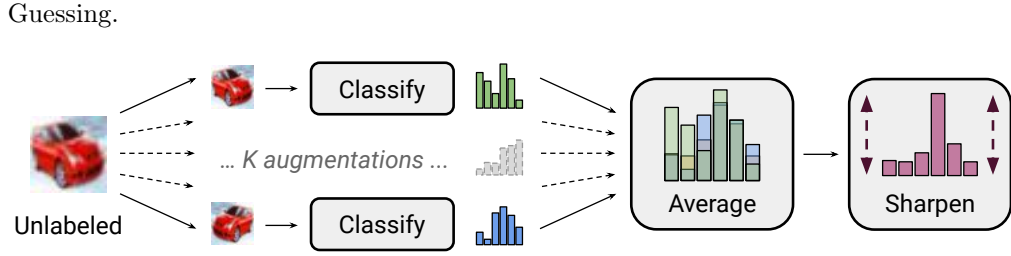 Guessing.
Classify
... K augmentations ...
Unlabeled
Classify
Average
Sharpen